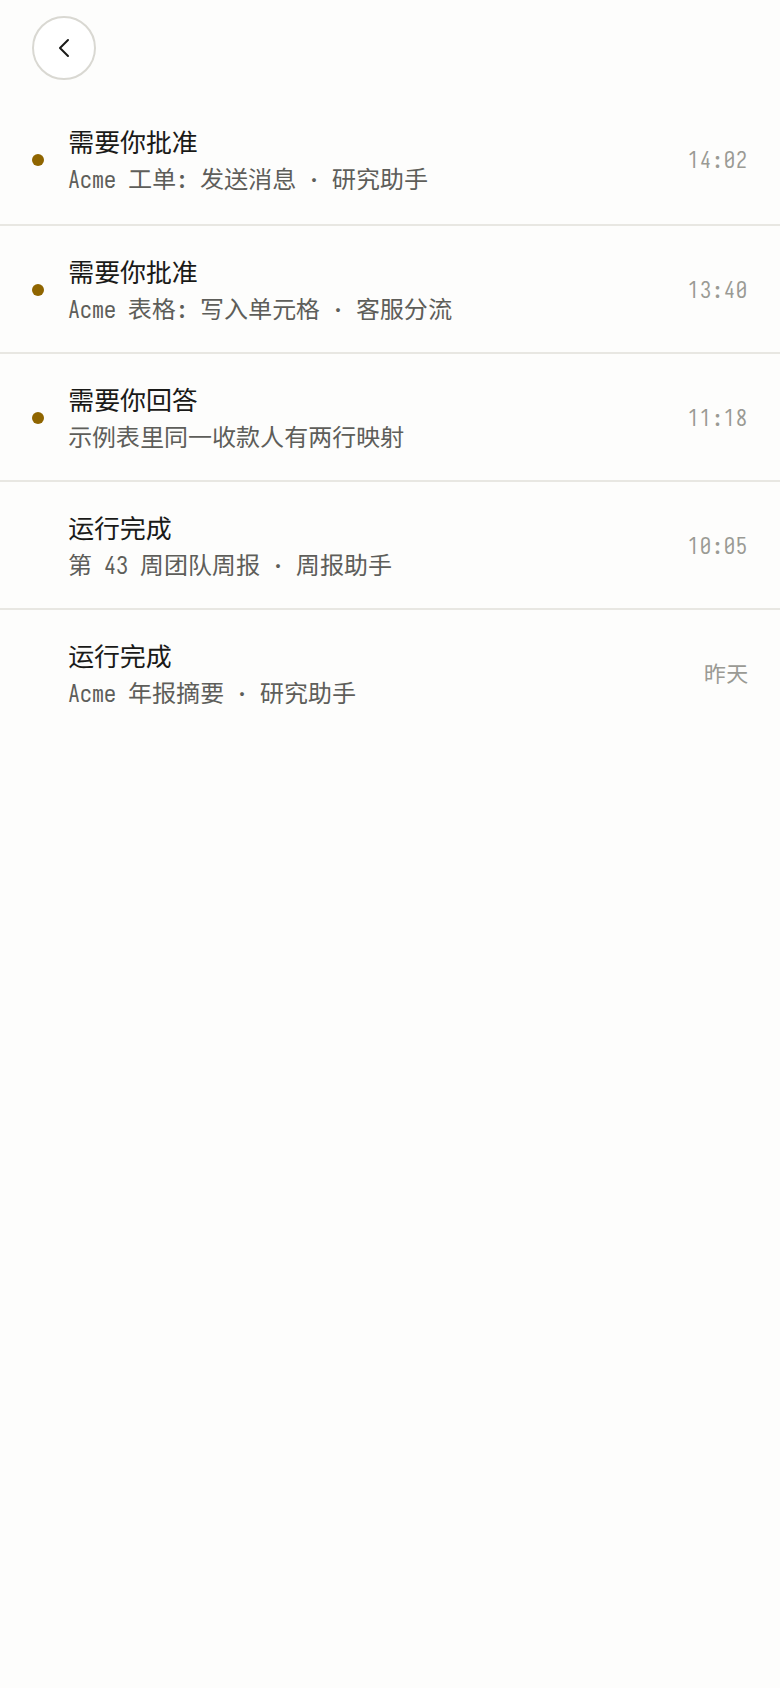 需要你批准
Acme 工单: 发送消息 · 研究助手
14:02
需要你批准
Acme 表格: 写入单元格 · 客服分流
13:40
需要你回答
示例表里同一收款人有两行映射
11:18
运行完成
第 43 周团队周报 · 周报助手
10:05
运行完成
Acme 年报摘要 · 研究助手
昨天